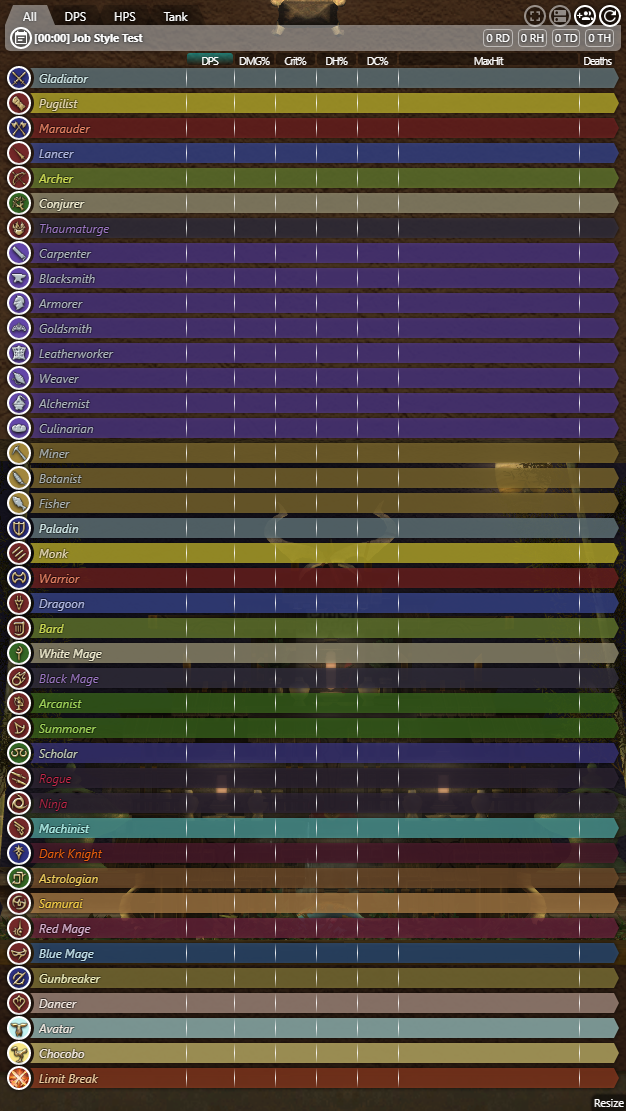 All DPS HPS Tank
[00:00] Job Style Test 0 RD 0 RH 0 TD 0 TH
DPS DMG% Crit% DH% DC% MaxHit Deaths
Gladiator
Pugilist
Marauder
Lancer
Archer
Conjurer
Thaumaturge
Carpenter
Blacksmith
Armorer
Goldsmith
Leatherworker
Weaver
Alchemist
Culinarian
Miner
Botanist
Fisher
Paladin
Monk
Warrior
Dragoon
Bard
White Mage
Black Mage
Arcanist
Summoner
Scholar
Rogue
Ninja
Machinist
Dark Knight
Astrologian
Samurai
Red Mage
Blue Mage
Gunbreaker
Dancer
Avatar
Chocobo
Limit Break
Resize